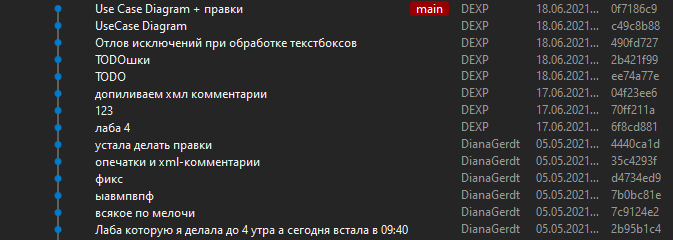 Use Case Diagram + правки main DEXP 18.06.2021... 0f7186c9
UseCase Diagram DEXP 18.06.2021... c49c8b88
Отлов исключений при обработке текстбоксов DEXP 18.06.2021... 490fd727
TODOшки DEXP 18.06.2021... 2b421f99
TODO DEXP 18.06.2021... ee74a77e
допиливаем хмл комментарии DEXP 17.06.2021... 04f23ee6
123 DEXP 17.06.2021... 70ff211a
лаба 4 DEXP 17.06.2021... 6f8cd881
устала делать правки DianaGerdt 05.05.2021... 4440ca1d
опечатки и xml-комментарии DianaGerdt 05.05.2021... 35c4293f
фикс DianaGerdt 05.05.2021... d4734ed9
ыавмпвпф DianaGerdt 05.05.2021... 7b0bc81e
всякое по мелочи DianaGerdt 05.05.2021... 7c9124e2
Лаба которую я делала до 4 утра а сегодня встала в 09:40 DianaGerdt 05.05.2021... 2b95b1c4